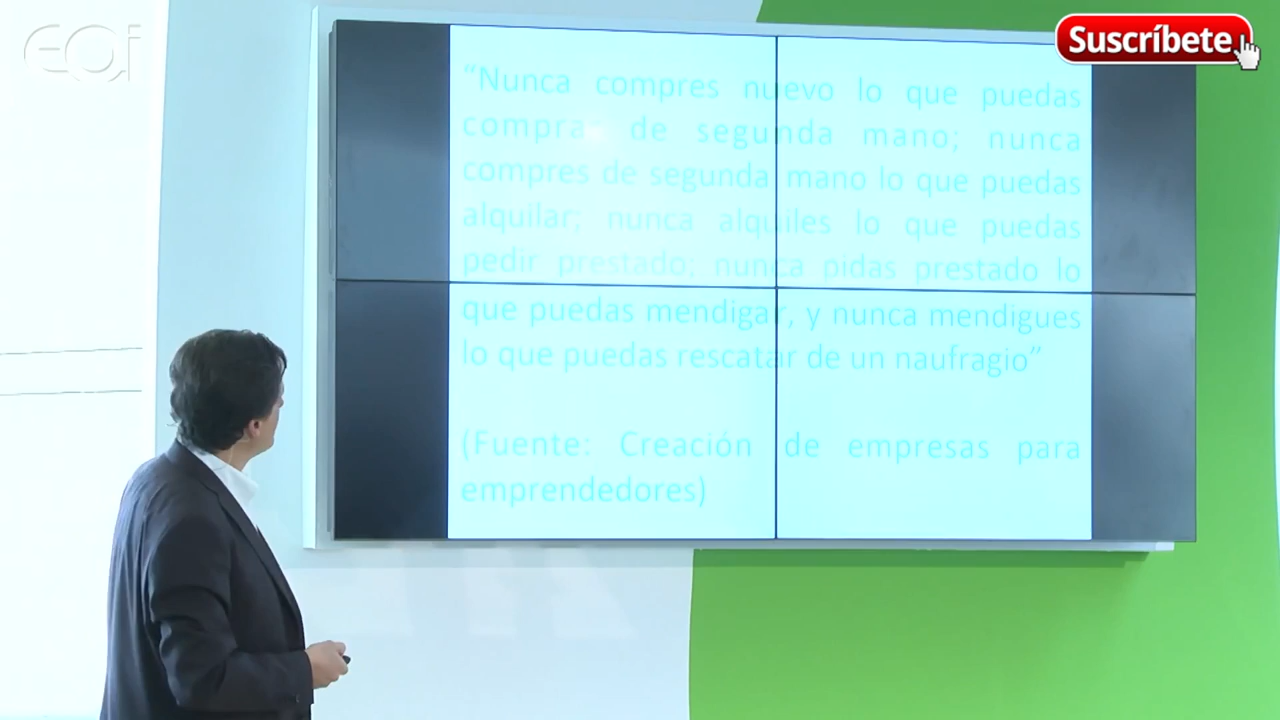 eoi
Suscríbete
“Nunca compres nuevo lo que puedas
comprar de segunda mano; nunca
compres de segunda mano lo que puedas
alquilar; nunca alquiles lo que puedas
pedir prestado; nunca pidas prestado lo
que puedas mendigar, y nunca mendigues
lo que puedas rescatar de un naufragio”
(Fuente: Creación de empresas para
emprendedores)